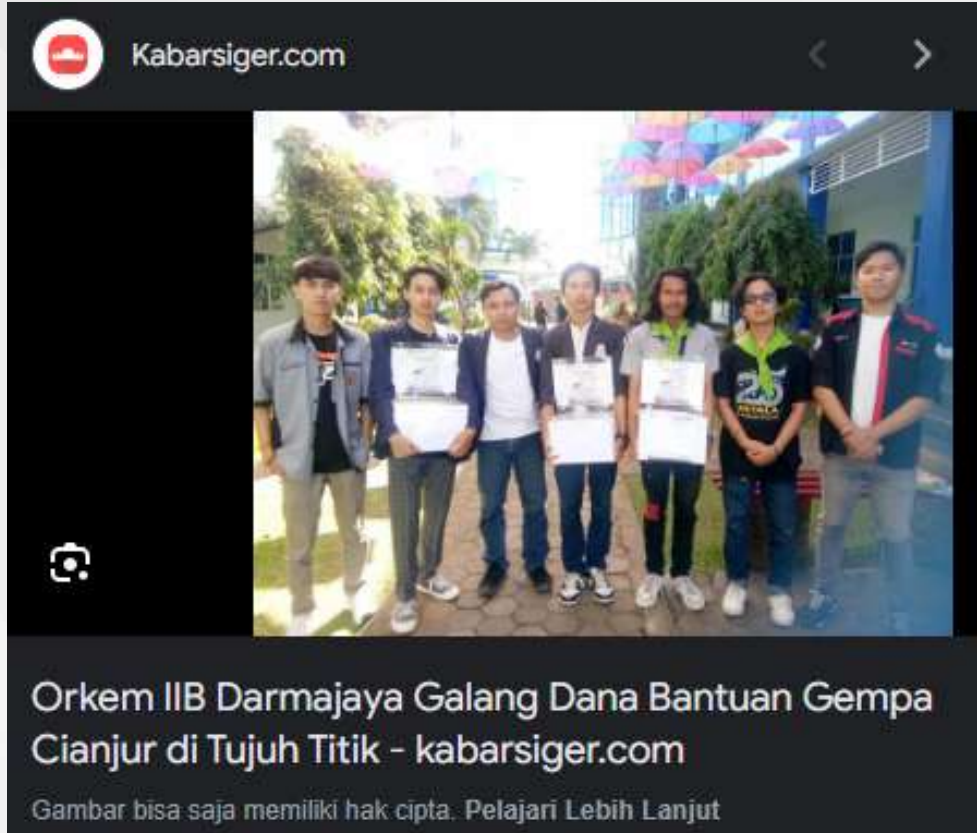 Kabarsiger.com
25
Orkem IIB Darmajaya Galang Dana Bantuan Gempa
Cianjur di Tujuh Titik - kabarsiger.com
Gambar bisa saja memiliki hak cipta. Pelajari Lebih Lanjut